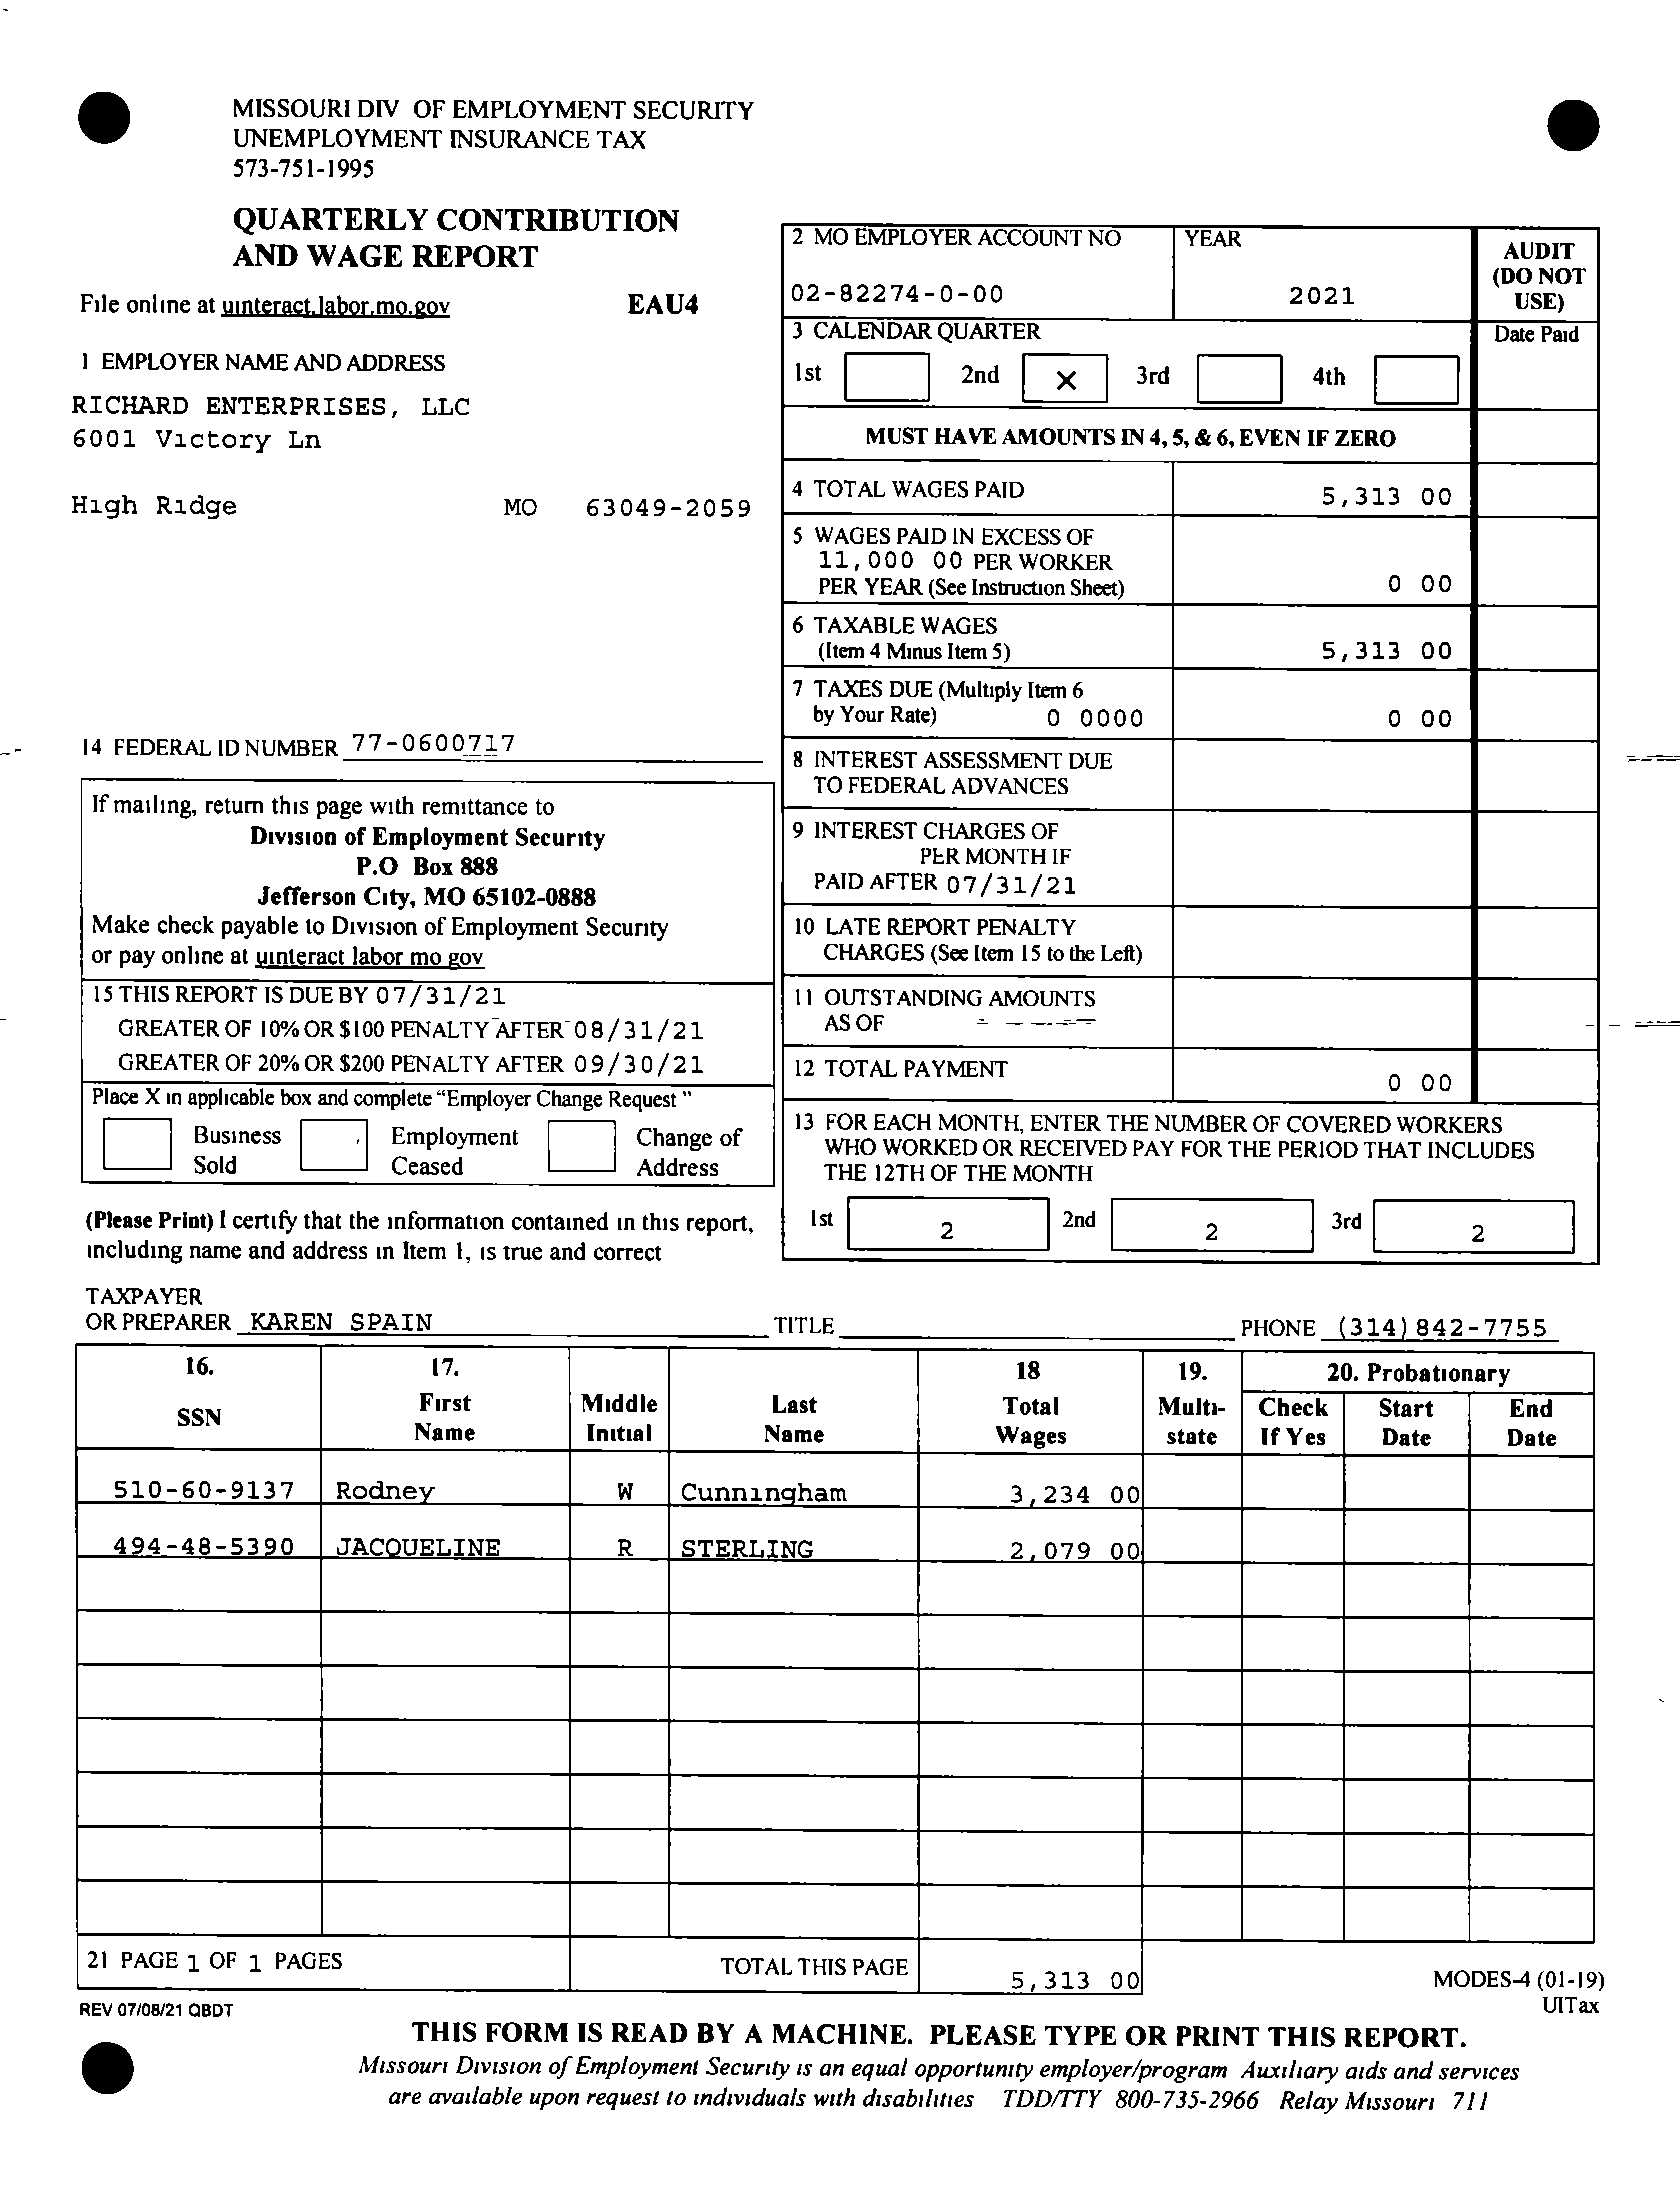 MISSOURI DIV OF EMPLOYMENT SECURITY
UNEMPLOYMENT INSURANCE TAX
573-751-1995
QUARTERLY CONTRIBUTION
AND WAGE REPORT
File online at uinteract.labor.mo.gov EAU4
1 EMPLOYER NAME AND ADDRESS
RICHARD ENTERPRISES, LLC
6001 Victory Ln
High Ridge MO 63049-2059
14 FEDERAL ID NUMBER 77-0600717
If mailing, return this page with remittance to
Division of Employment Security
P.O Box 888
Jefferson City, MO 65102-0888
Make check payable to Division of Employment Security
or pay online at uinteract labor mo gov
15 THIS REPORT IS DUE BY 07/31/21
GREATER OF 10% OR $100 PENALTY AFTER 08/31/21
GREATER OF 20% OR $200 PENALTY AFTER 09/30/21
Place X in applicable box and complete "Employer Change Request "
Business Sold
Employment Ceased
Change of Address
(Please Print) I certify that the information contained in this report,
including name and address in Item 1, is true and correct
2 MO EMPLOYER ACCOUNT NO YEAR
02-82274-0-00 2021
AUDIT
(DO NOT
USE)
Date Paid
3 CALENDAR QUARTER
1st 2nd X 3rd 4th
MUST HAVE AMOUNTS IN 4, 5, & 6, EVEN IF ZERO
4 TOTAL WAGES PAID 5,313 00
5 WAGES PAID IN EXCESS OF
11,000 00 PER WORKER
PER YEAR (See Instruction Sheet) 0 00
6 TAXABLE WAGES
(Item 4 Minus Item 5) 5,313 00
7 TAXES DUE (Multiply Item 6
by Your Rate) 0 0000 0 00
8 INTEREST ASSESSMENT DUE
TO FEDERAL ADVANCES
9 INTEREST CHARGES OF
PER MONTH IF
PAID AFTER 07/31/21
10 LATE REPORT PENALTY
CHARGES (See Item 15 to the Left)
11 OUTSTANDING AMOUNTS
AS OF
12 TOTAL PAYMENT 0 00
13 FOR EACH MONTH, ENTER THE NUMBER OF COVERED WORKERS
WHO WORKED OR RECEIVED PAY FOR THE PERIOD THAT INCLUDES
THE 12TH OF THE MONTH
1st 2 2nd 2 3rd 2
TAXPAYER
OR PREPARER KAREN SPAIN TITLE PHONE (314)842-7755
16. 17. 18 19. 20. Probationary
SSN First Name Middle Initial Last Name Total Wages Multi-state Check If Yes Start Date End Date
510-60-9137 Rodney W Cunningham 3,234 00
494-48-5390 JACQUELINE R STERLING 2,079 00
21 PAGE 1 OF 1 PAGES TOTAL THIS PAGE 5,313 00
MODES-4 (01-19)
UITax
REV 07/08/21 QBDT
THIS FORM IS READ BY A MACHINE. PLEASE TYPE OR PRINT THIS REPORT.
Missouri Division of Employment Security is an equal opportunity employer/program Auxiliary aids and services
are available upon request to individuals with disabilities TDD/TTY 800-735-2966 Relay Missouri 711